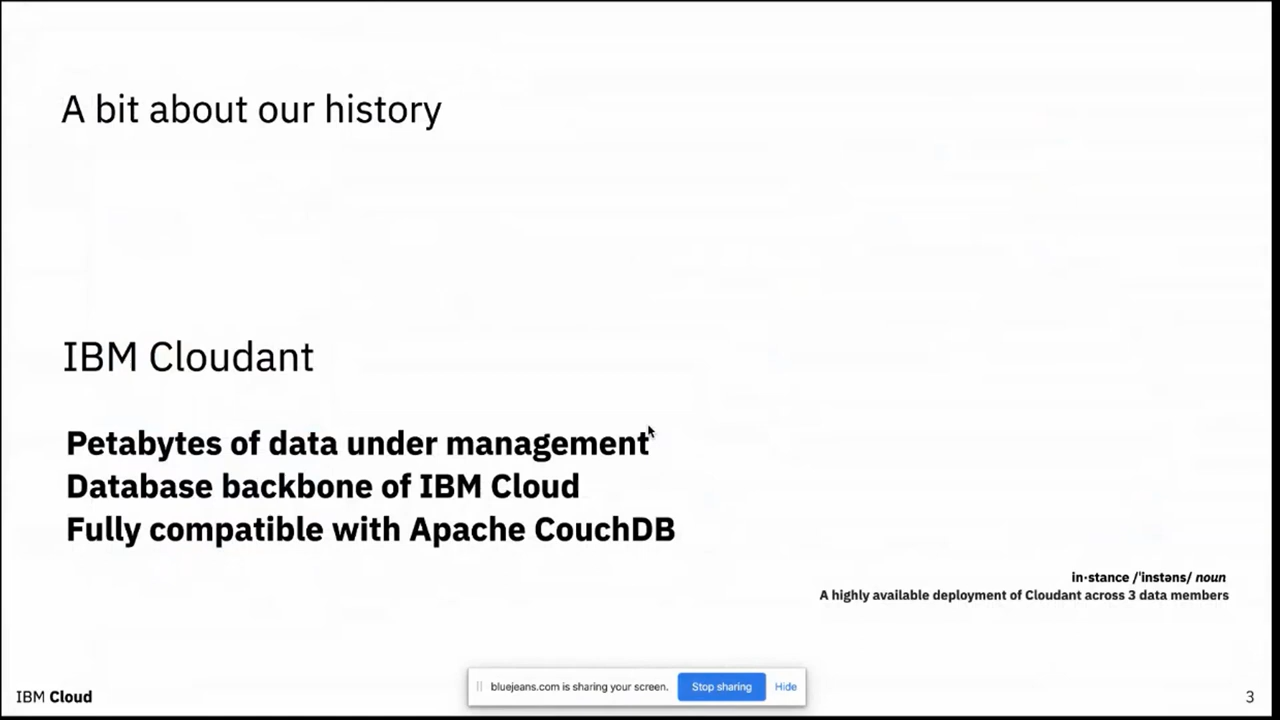 A bit about our history
IBM Cloudant
Petabytes of data under management
Database backbone of IBM Cloud
Fully compatible with Apache CouchDB
in·stance /ˈinstəns/ noun
A highly available deployment of Cloudant across 3 data members
bluejeans.com is sharing your screen. Stop sharing Hide
IBM Cloud 3